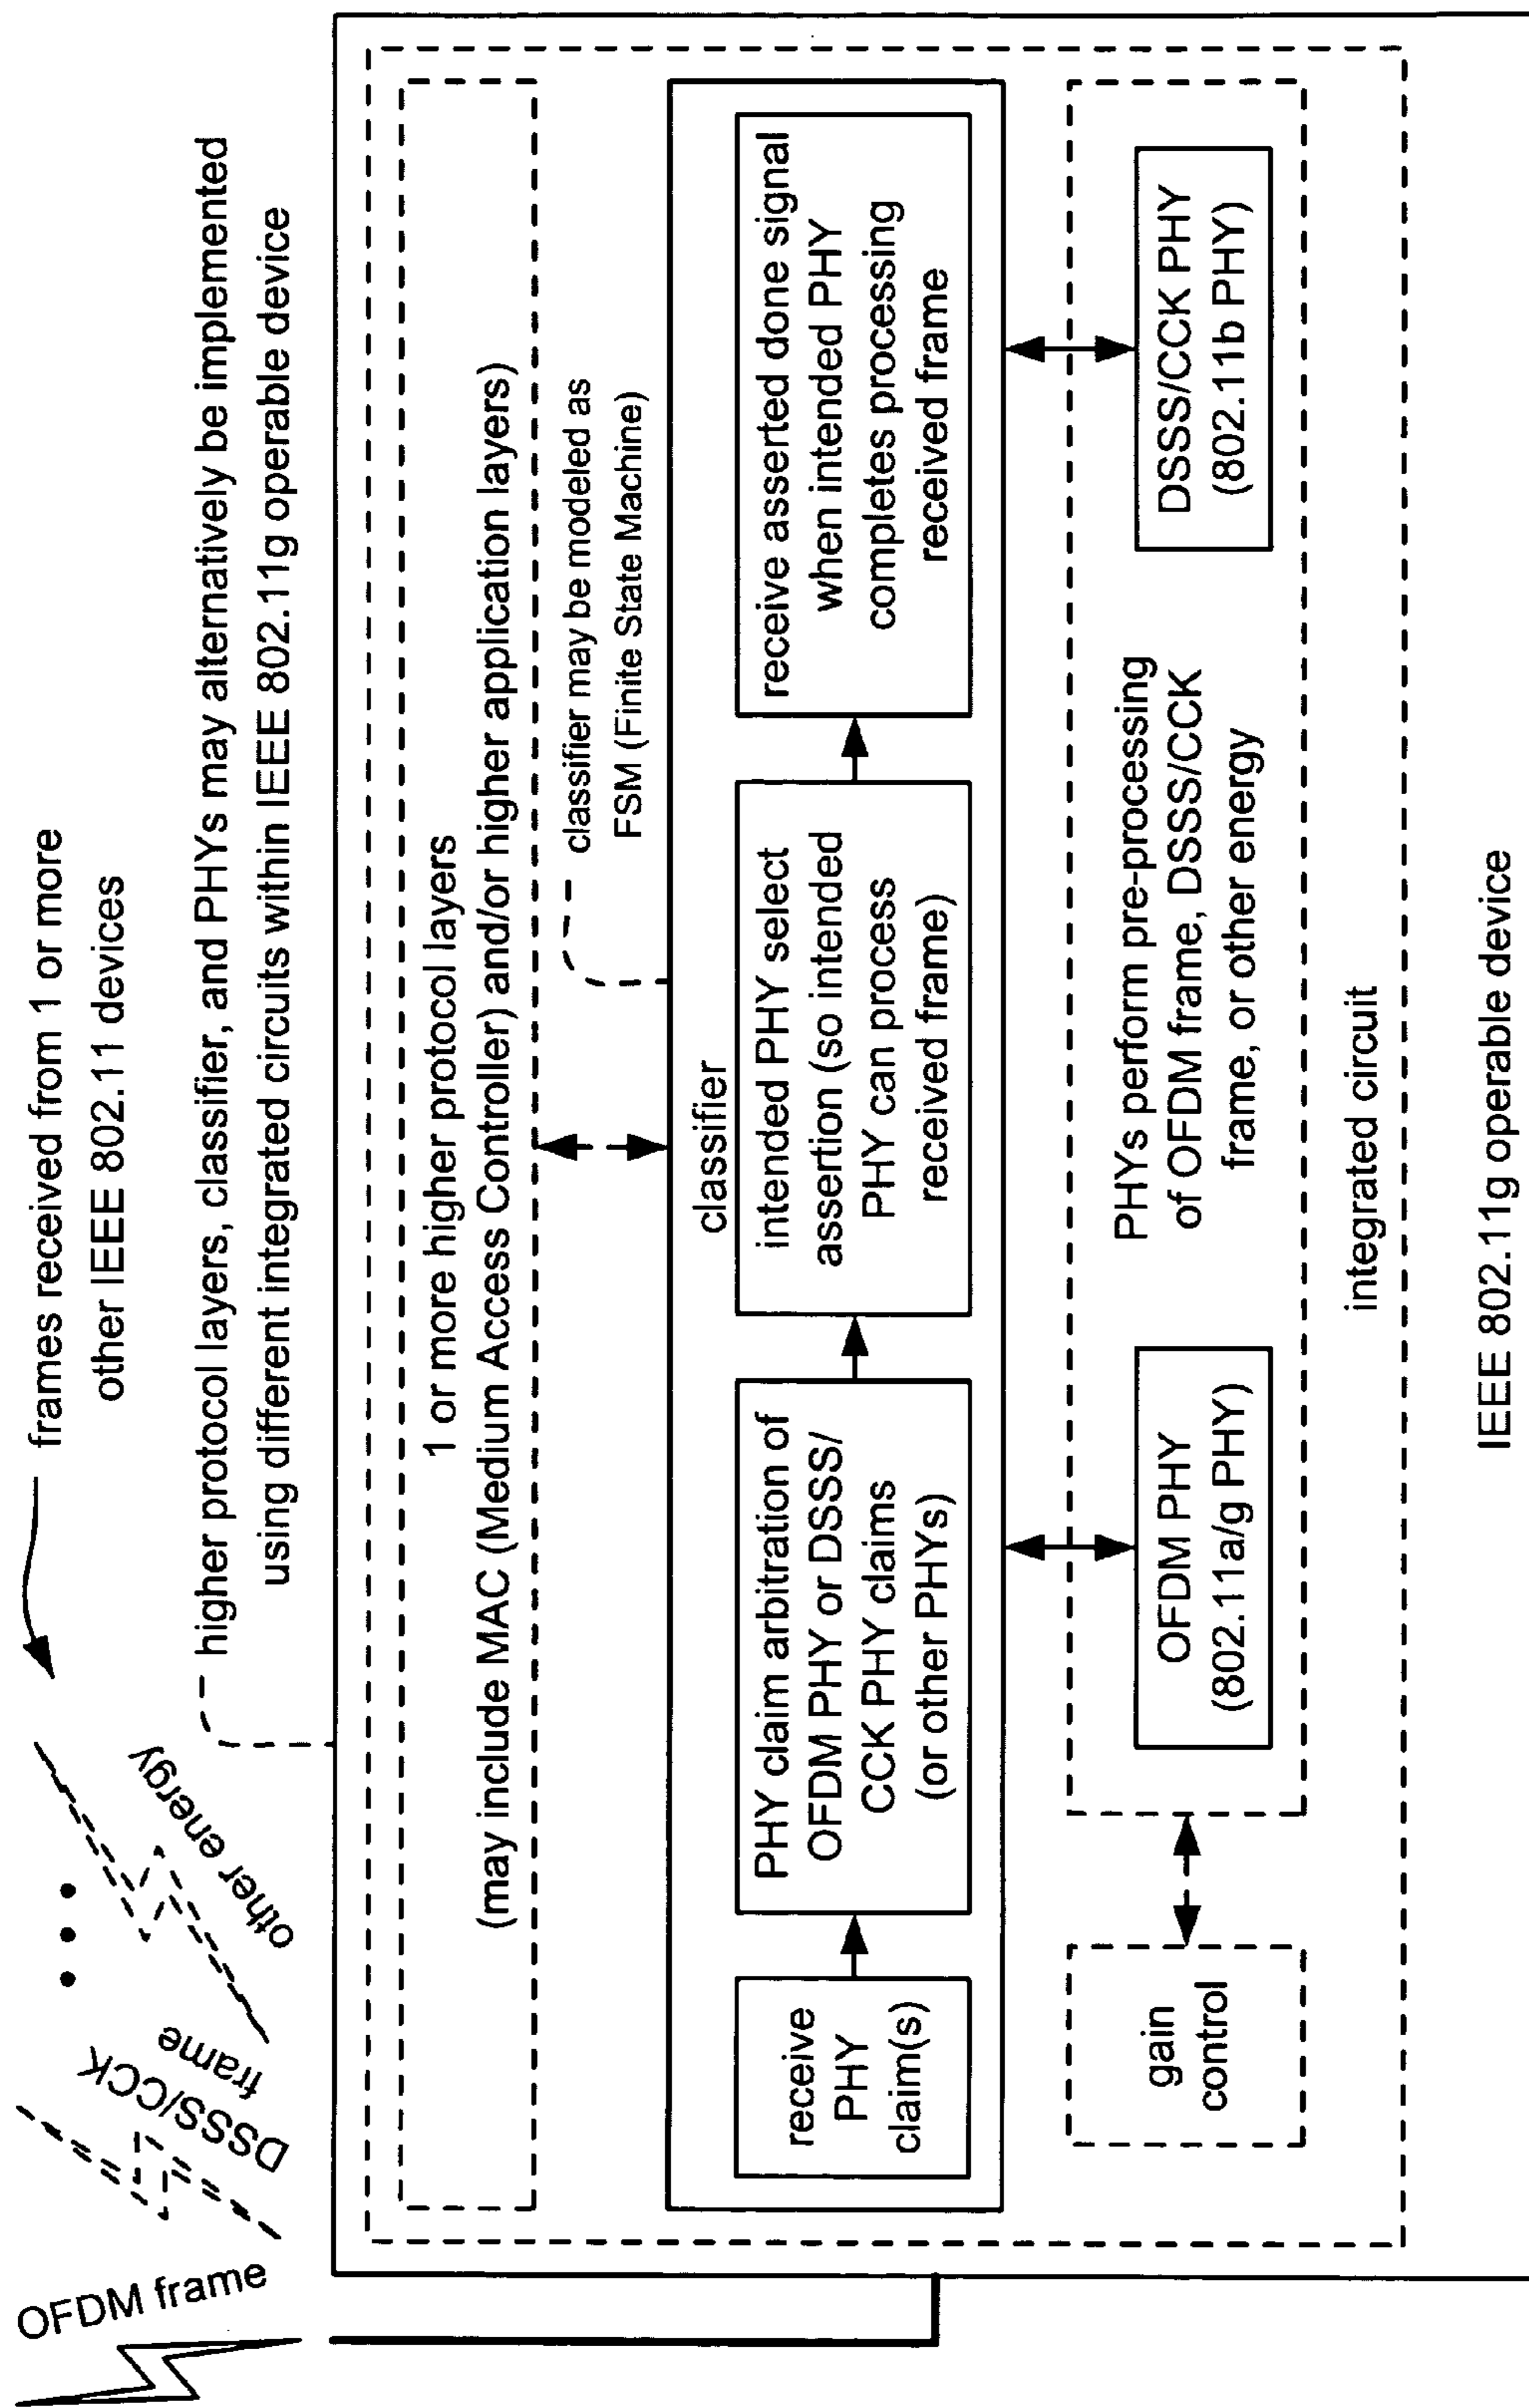 frames received from 1 or more
other IEEE 802.11 devices
OFDM frame
DSSS/CCK
frame
other energy
higher protocol layers, classifier, and PHYs may alternatively be implemented
using different integrated circuits within IEEE 802.11g operable device
1 or more higher protocol layers
(may include MAC (Medium Access Controller) and/or higher application layers)
classifier may be modeled as
FSM (Finite State Machine)
classifier
receive
PHY
claim(s)
PHY claim arbitration of
OFDM PHY or DSSS/
CCK PHY claims
(or other PHYs)
intended PHY select
assertion (so intended
PHY can process
received frame)
receive asserted done signal
when intended PHY
completes processing
received frame
gain
control
OFDM PHY
(802.11a/g PHY)
PHYs perform pre-processing
of OFDM frame, DSSS/CCK
frame, or other energy
DSSS/CCK PHY
(802.11b PHY)
integrated circuit
IEEE 802.11g operable device